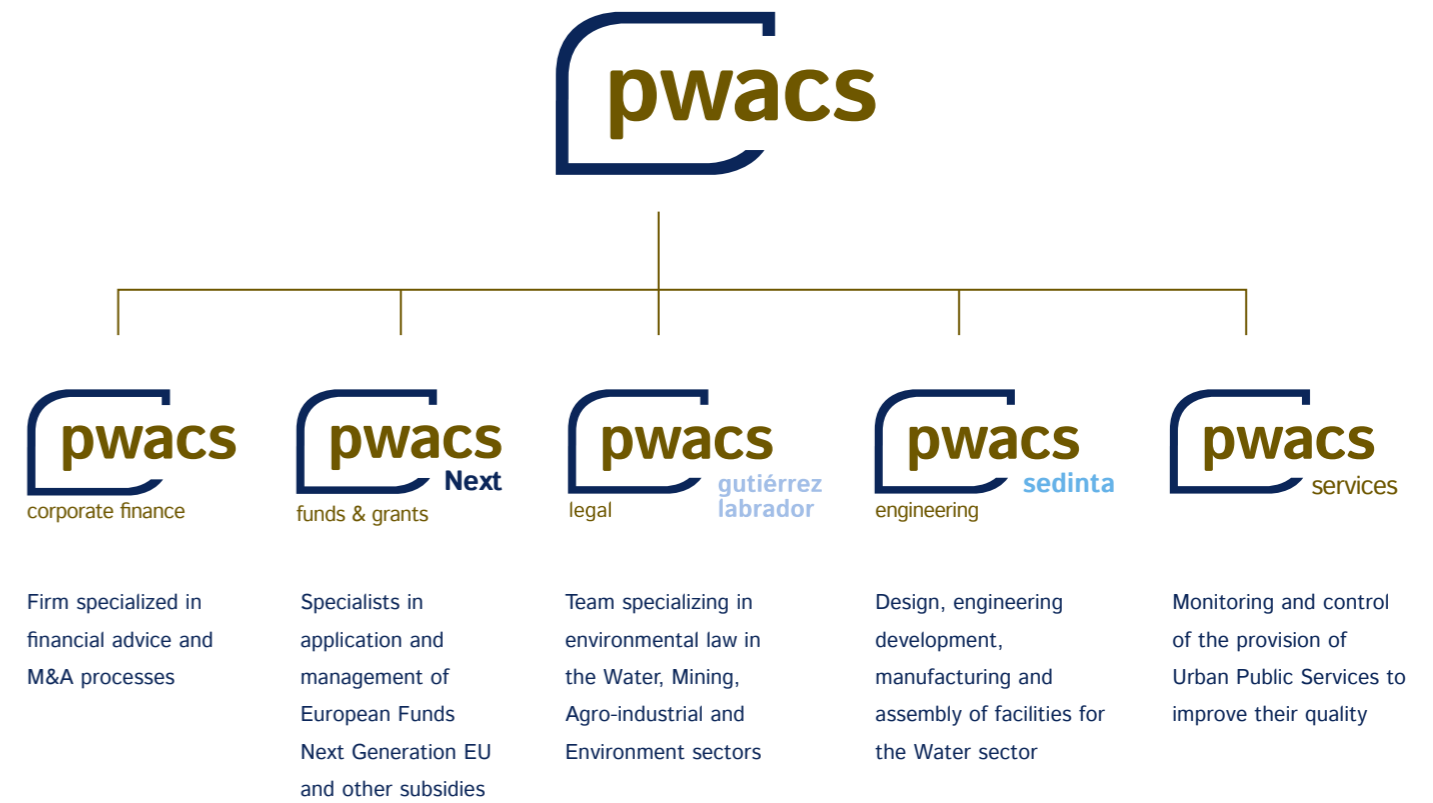 pwacs
pwacs
corporate finance
Firm specialized in
financial advice and
M&A processes
pwacs
Next
funds & grants
Specialists in
application and
management of
European Funds
Next Generation EU
and other subsidies
pwacs
gutiérrez
labrador
legal
Team specializing in
environmental law in
the Water, Mining,
Agro-industrial and
Environment sectors
pwacs
sedinta
engineering
Design, engineering
development,
manufacturing and
assembly of facilities for
the Water sector
pwacs
services
Monitoring and control
of the provision of
Urban Public Services to
improve their quality